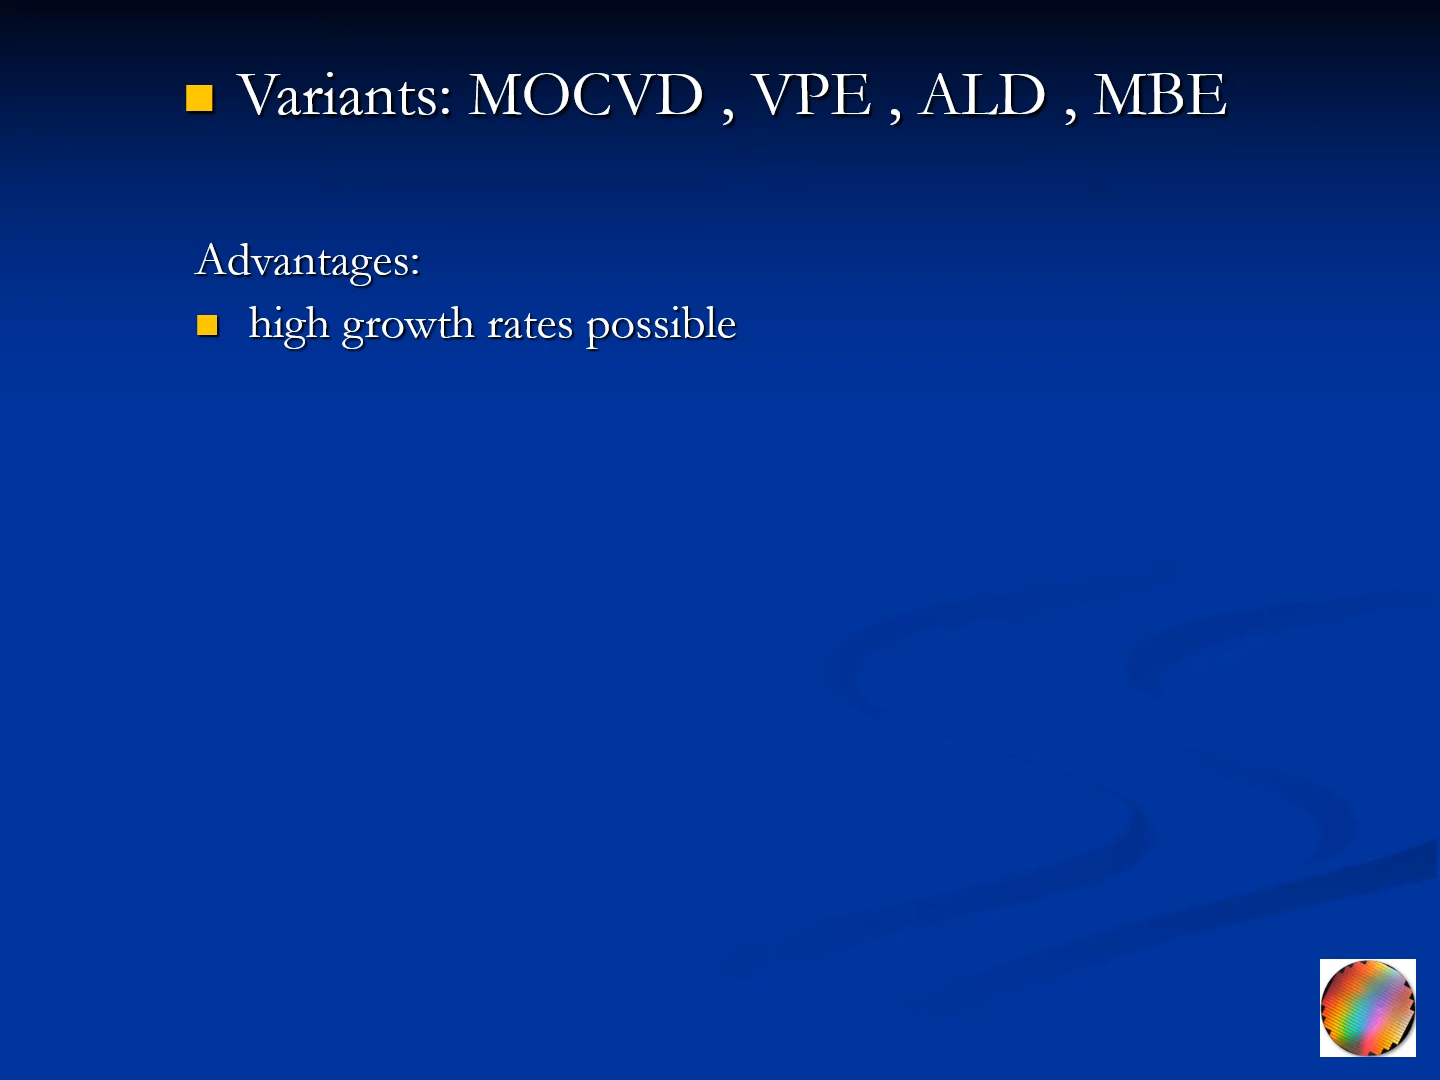 Variants: MOCVD , VPE , ALD , MBE
Advantages:
high growth rates possible